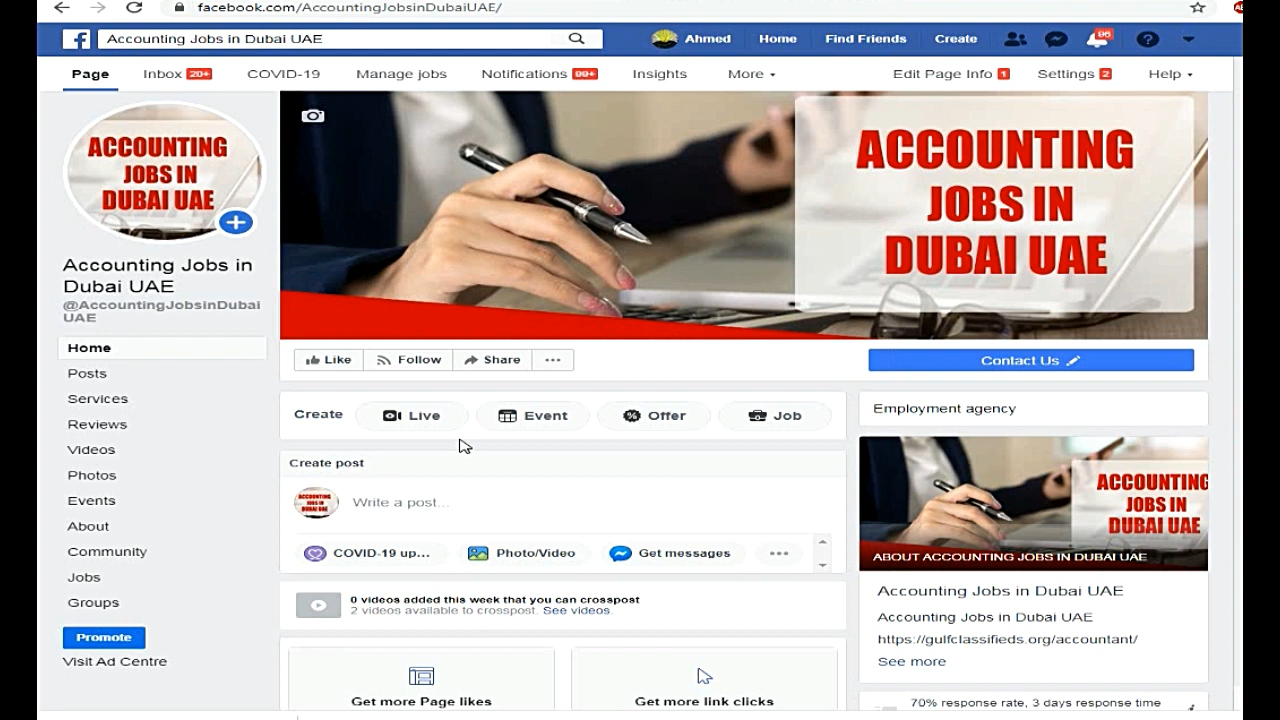 facebook.com/AccountingJobsinDubaiUAE/
Accounting Jobs in Dubai UAE
Ahmed
Home
Find Friends
Create
96
Page
Inbox 20+
COVID-19
Manage jobs
Notifications 99+
Insights
More
Edit Page Info 1
Settings 2
Help
ACCOUNTING
JOBS IN
DUBAI UAE
Accounting Jobs in
Dubai UAE
@AccountingJobsinDubai
UAE
Home
Posts
Services
Reviews
Videos
Photos
Events
About
Community
Jobs
Groups
Promote
Visit Ad Centre
ACCOUNTING
JOBS IN
DUBAI UAE
Like
Follow
Share
Contact Us
Create
Live
Event
Offer
Job
Create post
ACCOUNTING
JOBS IN
DUBAI UAE
Write a post...
COVID-19 up...
Photo/Video
Get messages
0 videos added this week that you can crosspost
2 videos available to crosspost. See videos.
Get more Page likes
Get more link clicks
Employment agency
ACCOUNTING
JOBS IN
DUBAI UAE
ABOUT ACCOUNTING JOBS IN DUBAI UAE
Accounting Jobs in Dubai UAE
Accounting Jobs in Dubai UAE
https://gulfclassifieds.org/accountant/
See more
70% response rate, 3 days response time